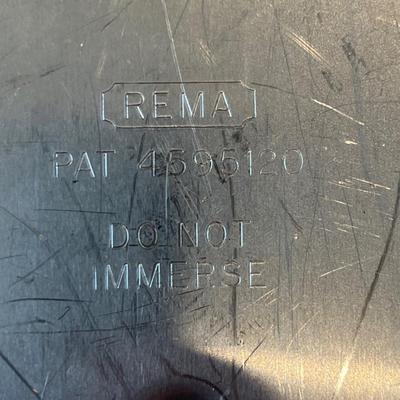 REMA
PAT 4595120
DO NOT
IMMERSE